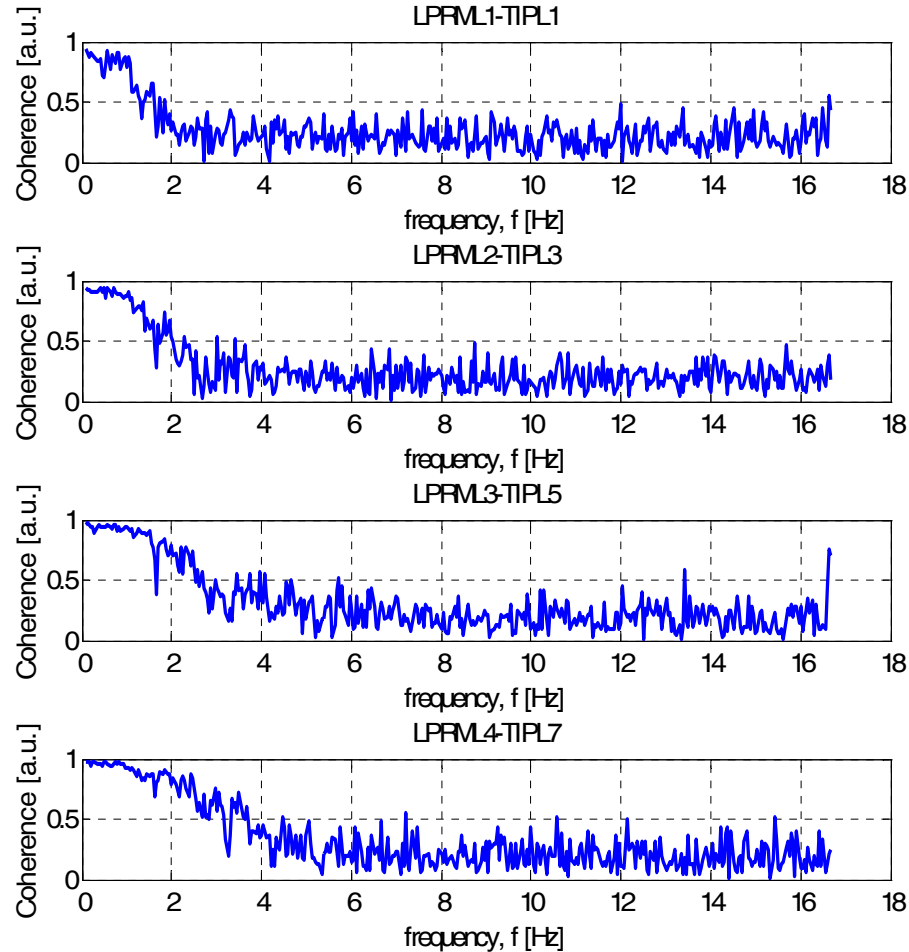 LPRML1-TIPL1
Coherence [a.u.]
1
0.5
0
0 2 4 6 8 10 12 14 16 18
frequency, f [Hz]
LPRML2-TIPL3
Coherence [a.u.]
1
0.5
0
0 2 4 6 8 10 12 14 16 18
frequency, f [Hz]
LPRML3-TIPL5
Coherence [a.u.]
1
0.5
0
0 2 4 6 8 10 12 14 16 18
frequency, f [Hz]
LPRML4-TIPL7
Coherence [a.u.]
1
0.5
0
0 2 4 6 8 10 12 14 16 18
frequency, f [Hz]